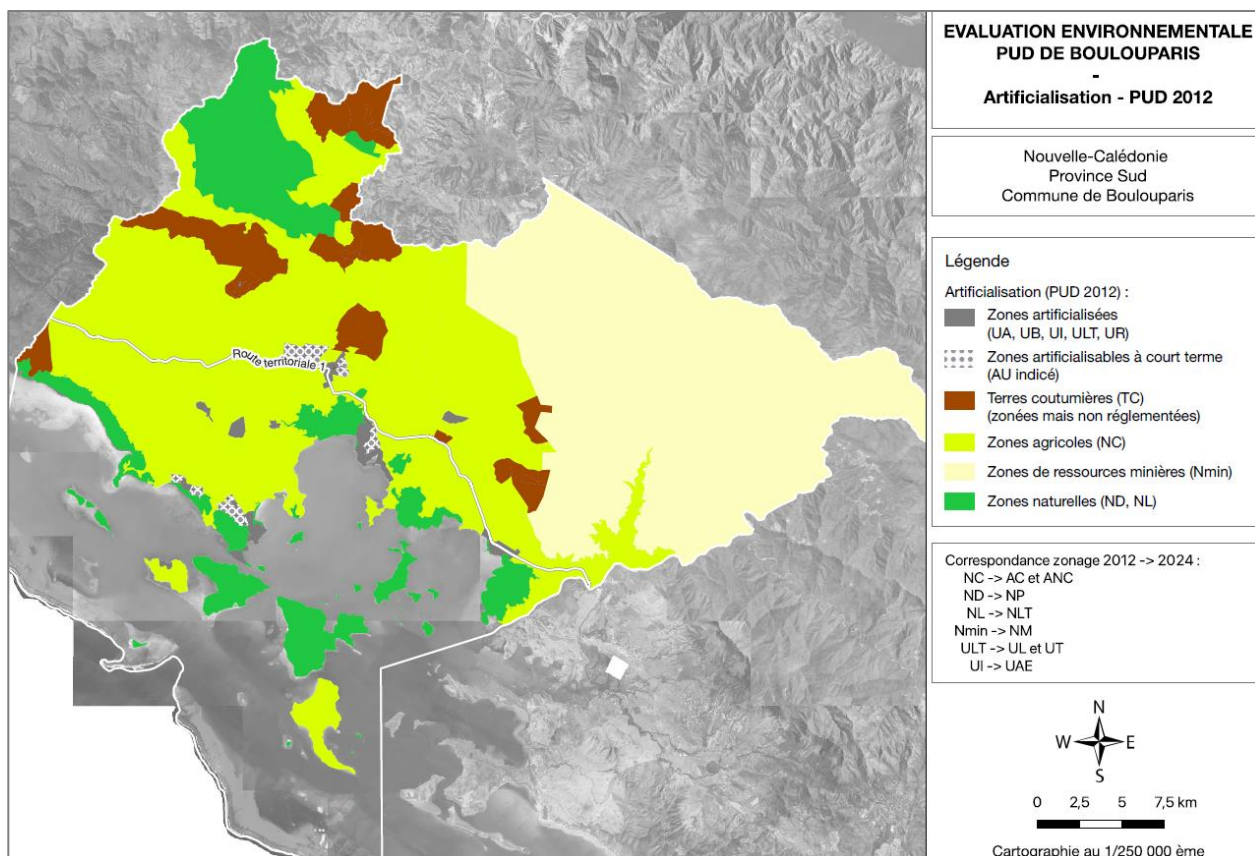 EVALUATION ENVIRONNEMENTALE
PUD DE BOULOUPARIS
-
Artificialisation - PUD 2012
Nouvelle-Calédonie
Province Sud
Commune de Boulouparis
Légende
Artificialisation (PUD 2012) :
Zones artificialisées
(UA, UB, UI, ULT, UR)
Zones artificialisables à court terme
(AU indicé)
Terres coutumières (TC)
(zonées mais non réglementées)
Zones agricoles (NC)
Zones de ressources minières (Nmin)
Zones naturelles (ND, NL)
Correspondance zonage 2012 -> 2024 :
NC -> AC et ANC
ND -> NP
NL -> NLT
Nmin -> NM
ULT -> UL et UT
UI -> UAE
N
W E
S
0 2,5 5 7,5 km
Cartographie au 1/250 000 ème
Route territoriale 1